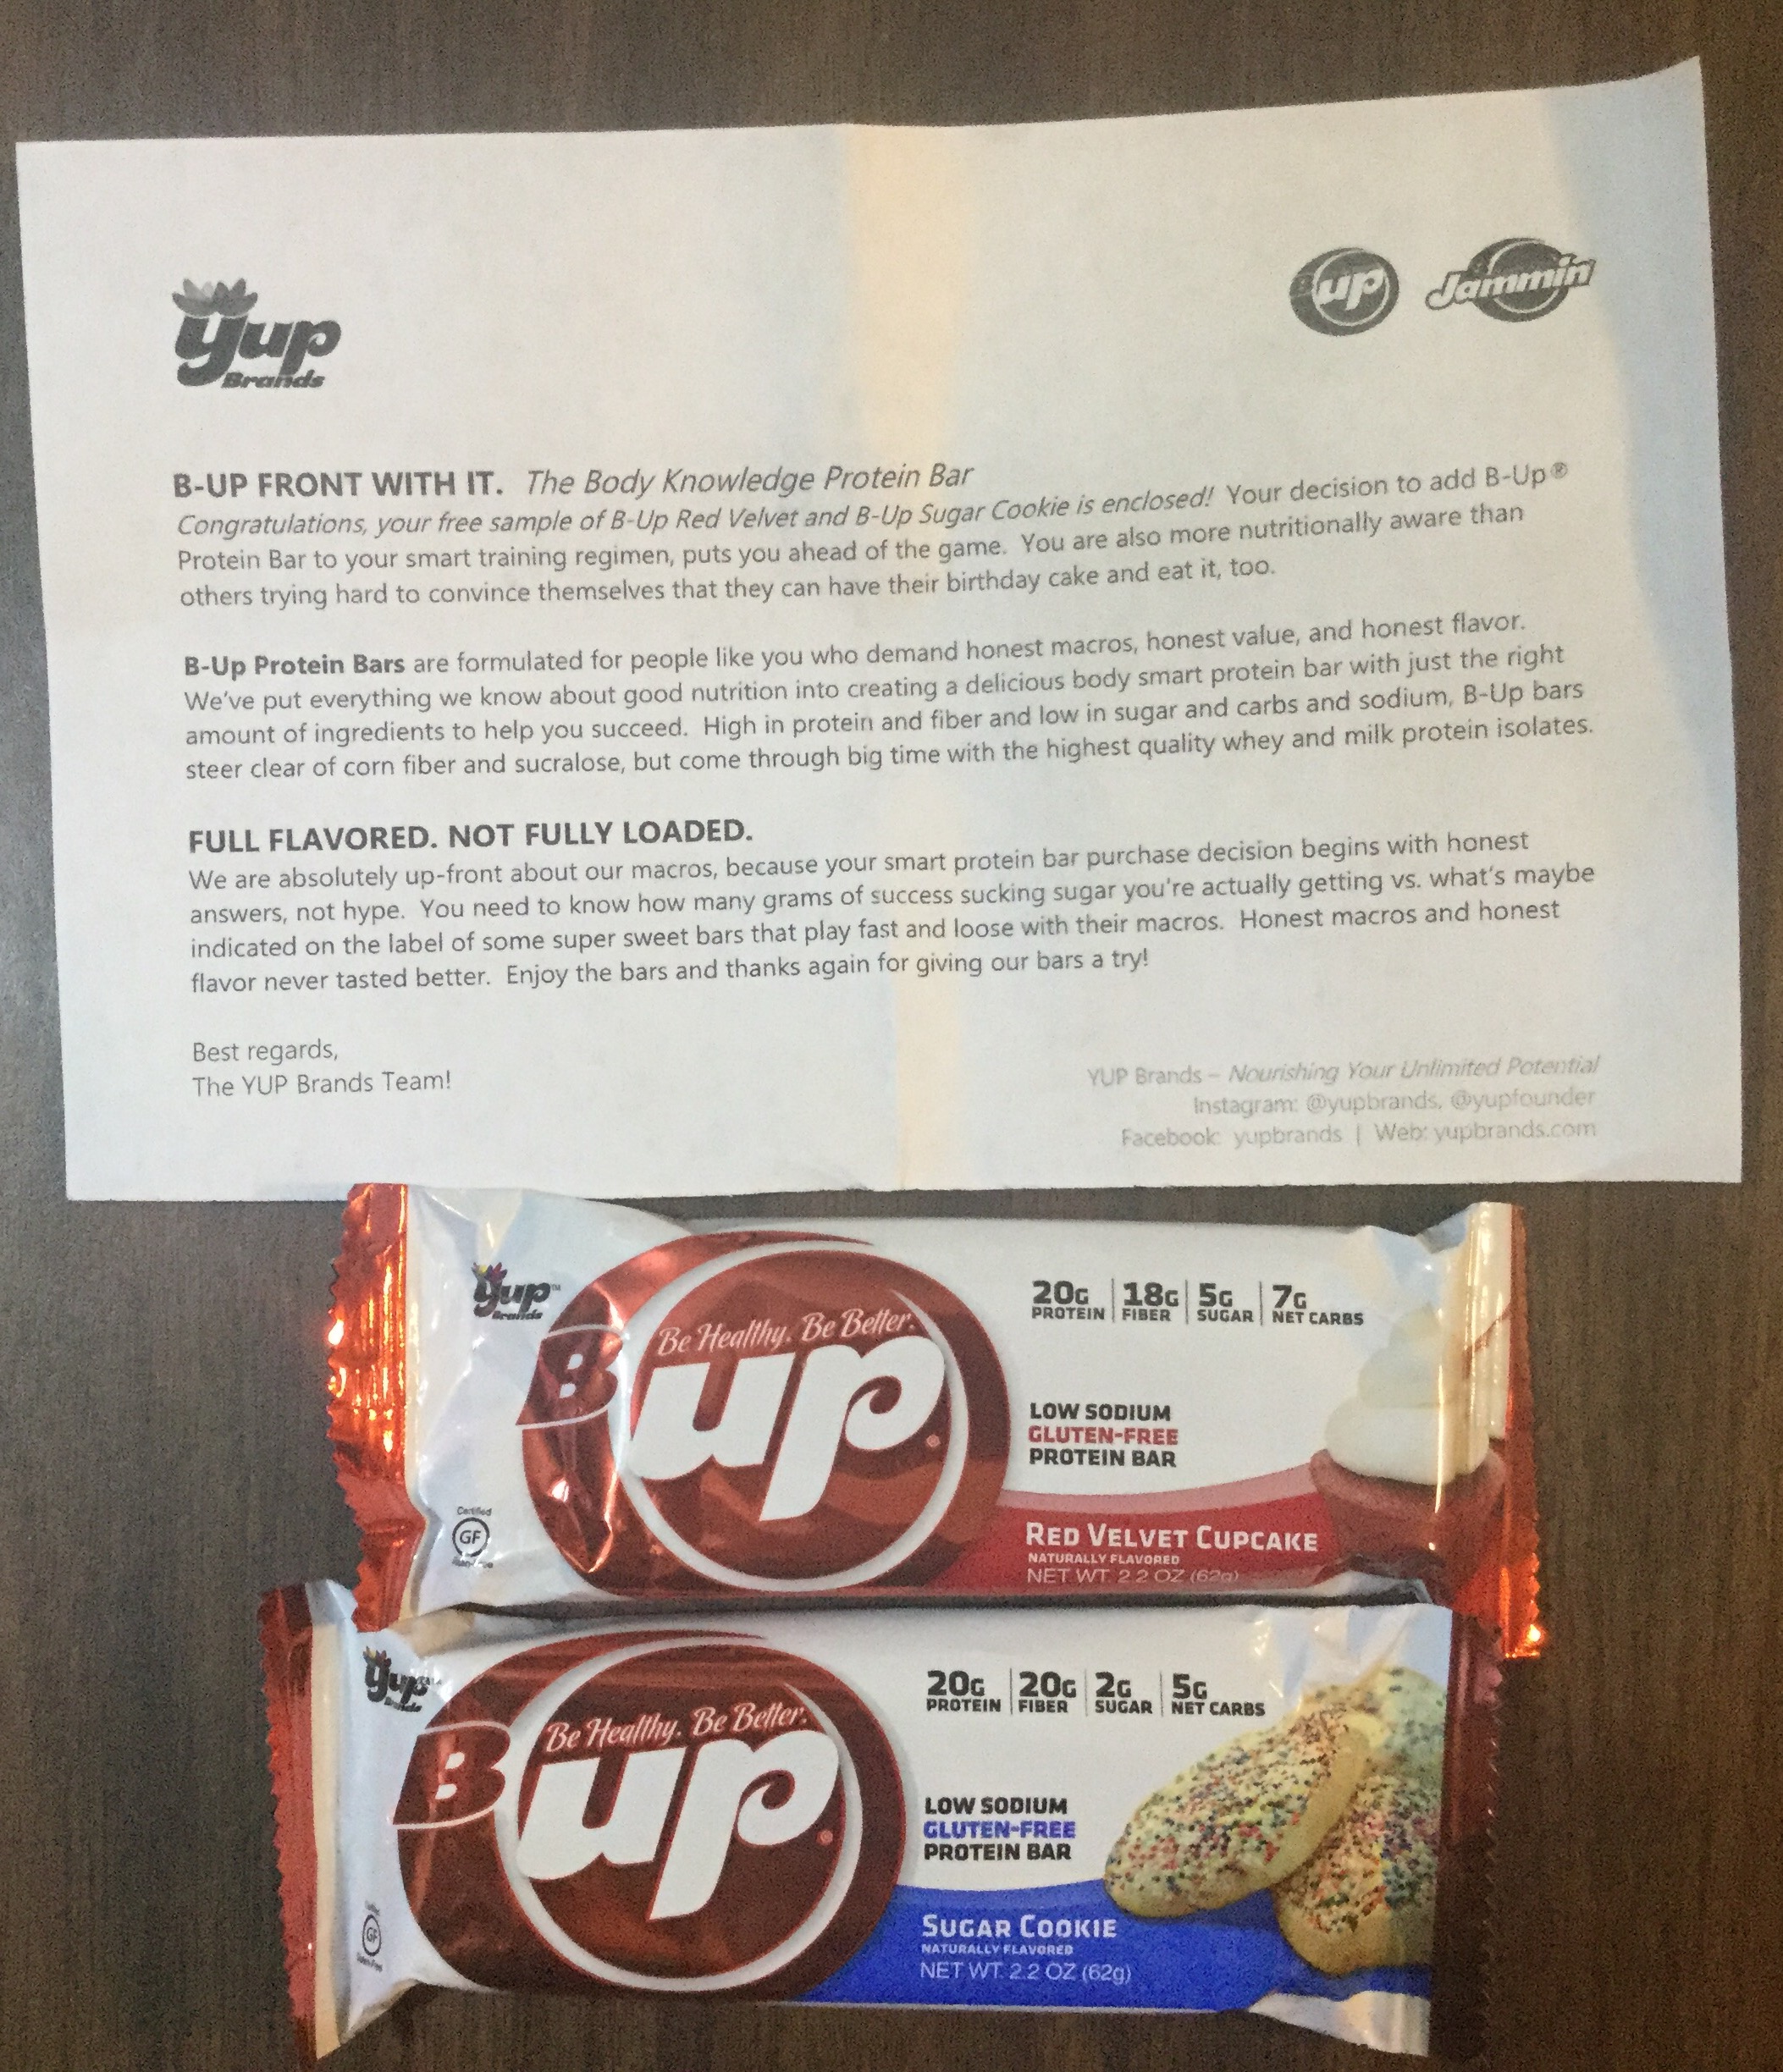 Yup
Brands
B up
Jammin
B-UP FRONT WITH IT. The Body Knowledge Protein Bar
Congratulations, your free sample of B-Up Red Velvet and B-Up Sugar Cookie is enclosed! Your decision to add B-Up®
Protein Bar to your smart training regimen, puts you ahead of the game. You are also more nutritionally aware than
others trying hard to convince themselves that they can have their birthday cake and eat it, too.
B-Up Protein Bars are formulated for people like you who demand honest macros, honest value, and honest flavor.
We've put everything we know about good nutrition into creating a delicious body smart protein bar with just the right
amount of ingredients to help you succeed. High in protein and fiber and low in sugar and carbs and sodium, B-Up bars
steer clear of corn fiber and sucralose, but come through big time with the highest quality whey and milk protein isolates.
FULL FLAVORED. NOT FULLY LOADED.
We are absolutely up-front about our macros, because your smart protein bar purchase decision begins with honest
answers, not hype. You need to know how many grams of success sucking sugar you're actually getting vs. what's maybe
indicated on the label of some super sweet bars that play fast and loose with their macros. Honest macros and honest
flavor never tasted better. Enjoy the bars and thanks again for giving our bars a try!
Best regards,
The YUP Brands Team!
YUP Brands – Nourishing Your Unlimited Potential
Instagram: @yupbrands, @yupfounder
Facebook: yupbrands | Web: yupbrands.com
Yup™
Brands
Be Healthy. Be Better.
B up
20G PROTEIN | 18G FIBER | 5G SUGAR | 7G NET CARBS
LOW SODIUM
GLUTEN-FREE
PROTEIN BAR
Certified
GF
RED VELVET CUPCAKE
NATURALLY FLAVORED
NET WT. 2.2 OZ (62g)
Yup
Brands
Be Healthy. Be Better.
B up
20G PROTEIN | 20G FIBER | 2G SUGAR | 5G NET CARBS
LOW SODIUM
GLUTEN-FREE
PROTEIN BAR
GF
Gluten-Free
SUGAR COOKIE
NATURALLY FLAVORED
NET WT. 2.2 OZ (62g)